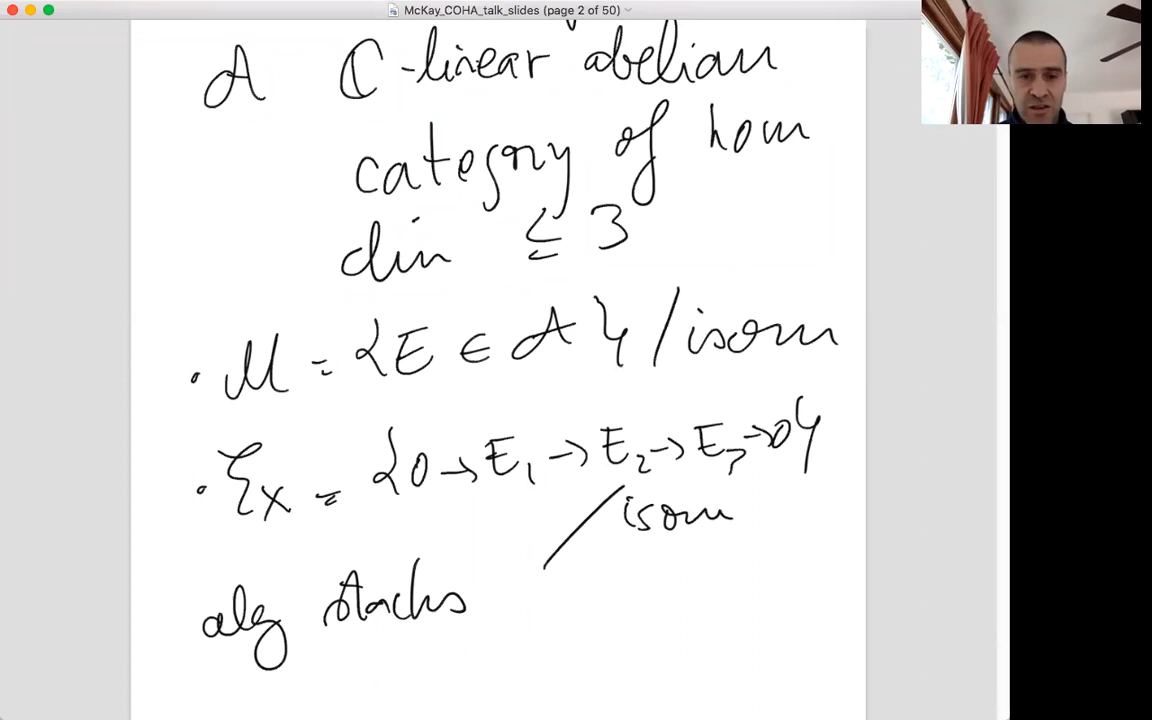 McKay_COHA_talk_slides (page 2 of 50)
A ℂ-linear abelian
category of hom
dim ≤ 3
· M = {E ∈ A} / isom
· Ex = {0 → E₁ → E₂ → E₃ → 0}
/ isom
alg stacks